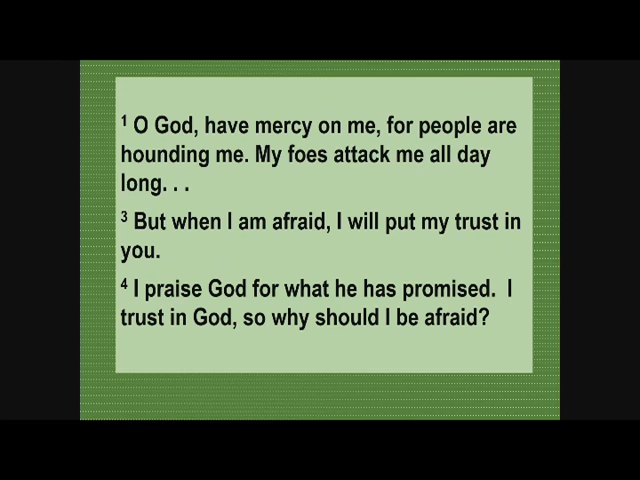 1 O God, have mercy on me, for people are
hounding me. My foes attack me all day
long. . .
3 But when I am afraid, I will put my trust in
you.
4 I praise God for what he has promised.  I
trust in God, so why should I be afraid?